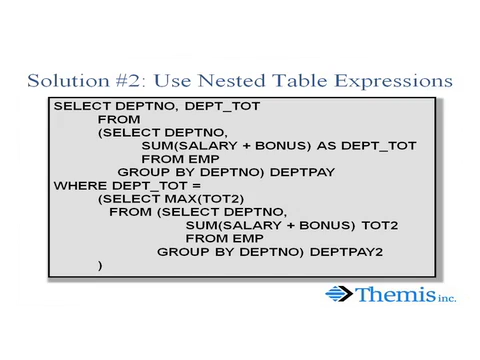 Solution #2: Use Nested Table Expressions
SELECT DEPTNO, DEPT_TOT
FROM
(SELECT DEPTNO,
SUM(SALARY + BONUS) AS DEPT_TOT
FROM EMP
GROUP BY DEPTNO) DEPTPAY
WHERE DEPT_TOT =
(SELECT MAX(TOT2)
FROM (SELECT DEPTNO,
SUM(SALARY + BONUS) TOT2
FROM EMP
GROUP BY DEPTNO) DEPTPAY2
)
Themis inc.